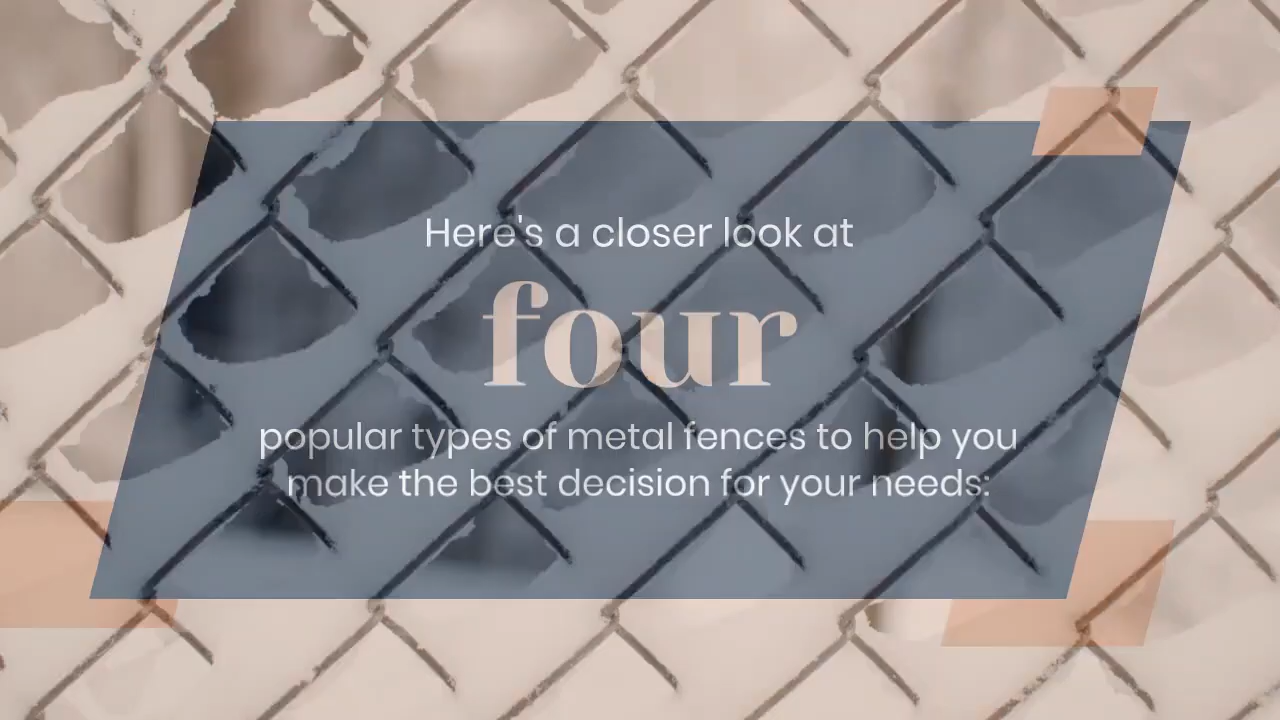 Here's a closer look at
four
popular types of metal fences to help you
make the best decision for your needs: